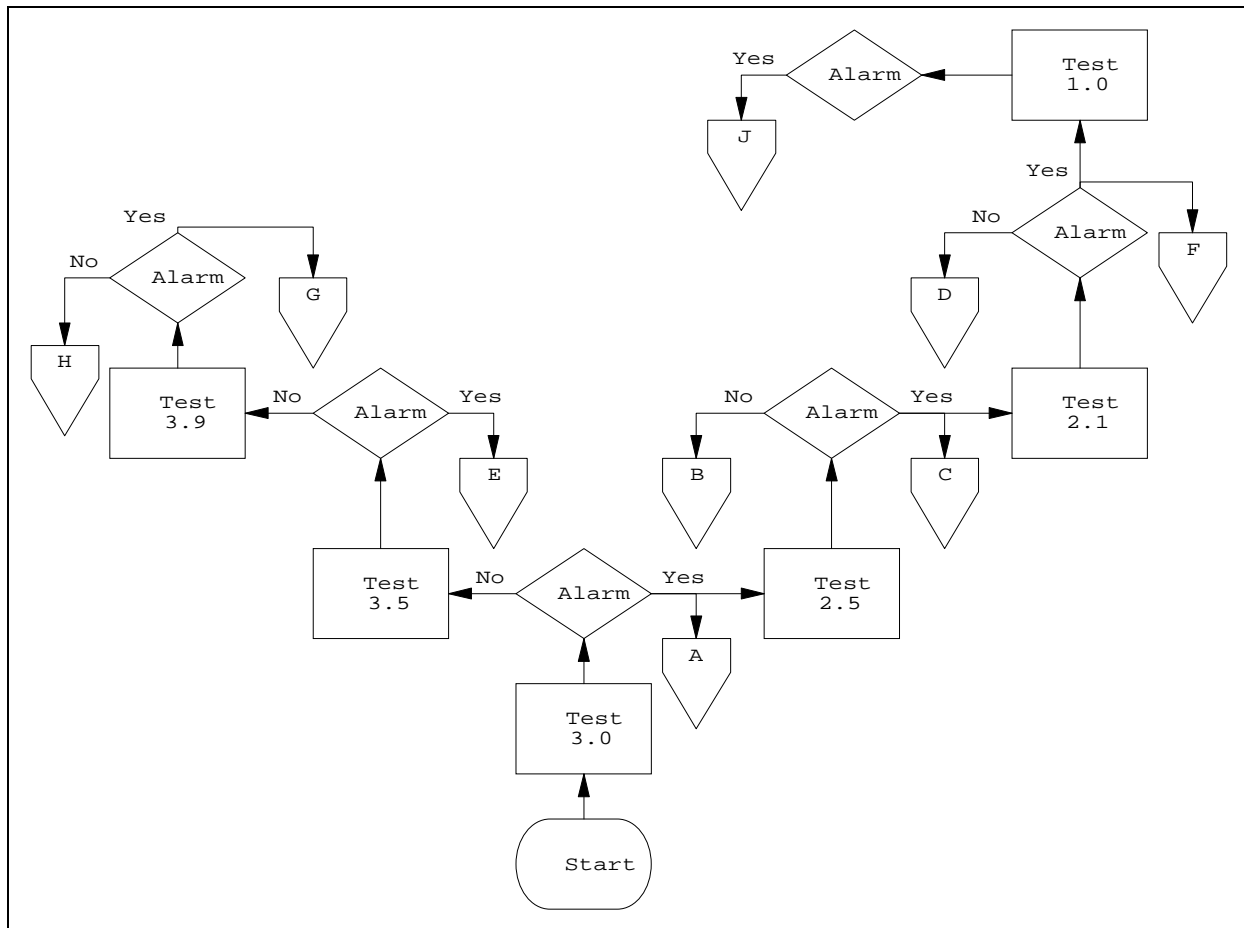 Test
1.0
Yes
Alarm
J
Yes
No
Alarm
F
D
Yes
No
Alarm
G
H
Test
3.9
No
Alarm
Yes
E
No
Alarm
Yes
Test
2.1
B
C
Test
3.5
No
Alarm
Yes
Test
2.5
A
Test
3.0
Start